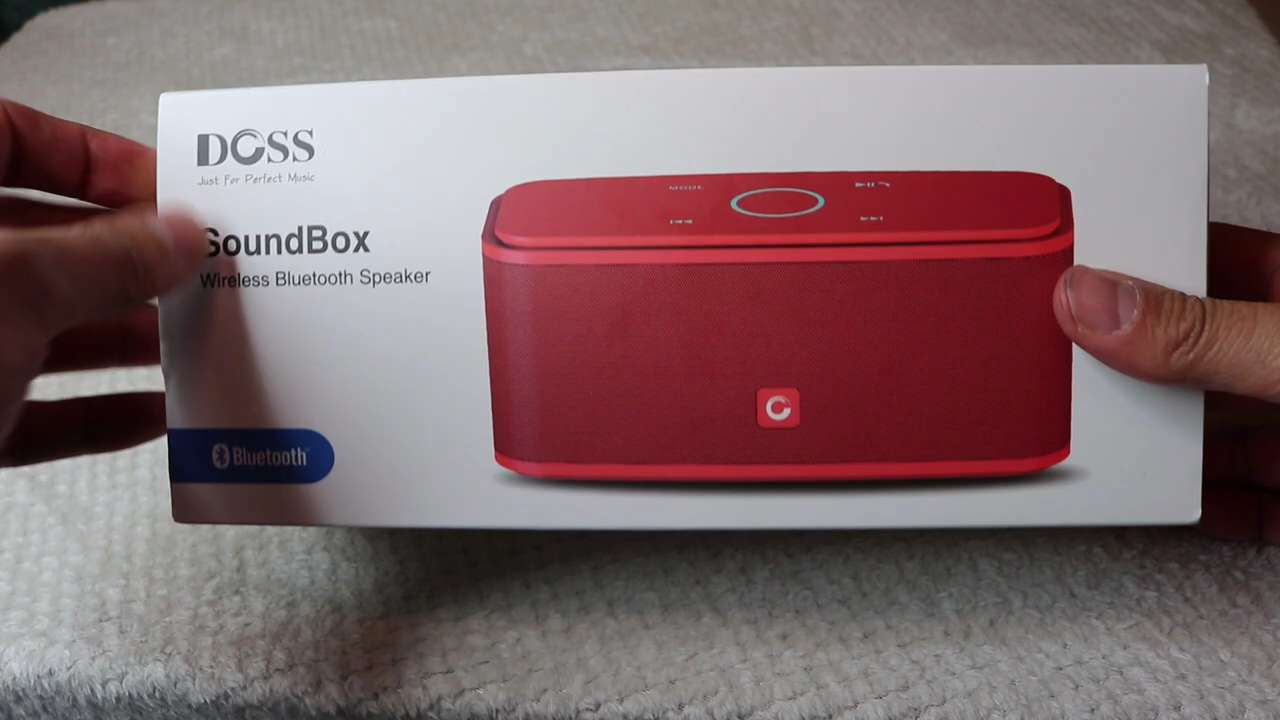 DOSS
Just For Perfect Music
SoundBox
Wireless Bluetooth Speaker
MODE
Bluetooth